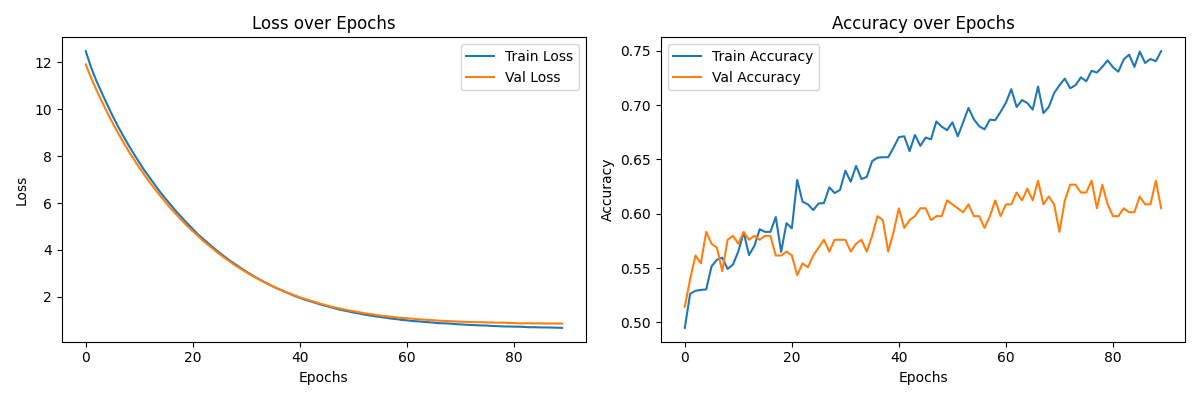 Loss over Epochs
Loss
12
10
8
6
4
2
0
20
40
60
80
Epochs
Train Loss
Val Loss
Accuracy over Epochs
Accuracy
0.75
0.70
0.65
0.60
0.55
0.50
0
20
40
60
80
Epochs
Train Accuracy
Val Accuracy